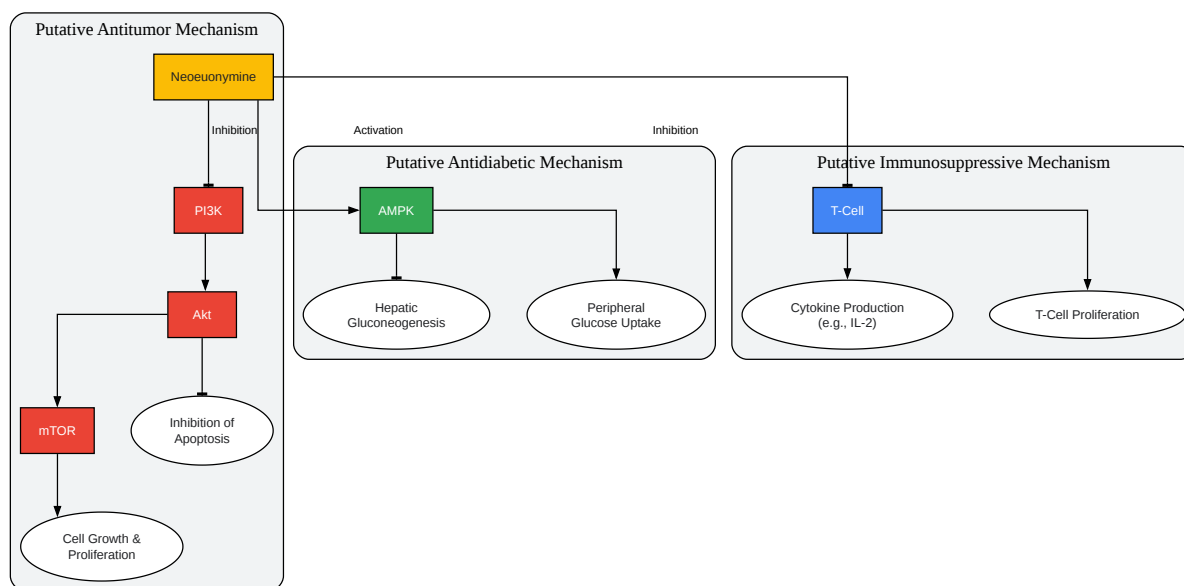 Putative Antitumor Mechanism
Neoeuonymine
Inhibition
Activation
Inhibition
Putative Antidiabetic Mechanism
Putative Immunosuppressive Mechanism
PI3K
AMPK
T-Cell
Akt
Hepatic
Gluconeogenesis
Peripheral
Glucose Uptake
Cytokine Production
(e.g., IL-2)
T-Cell Proliferation
mTOR
Inhibition of
Apoptosis
Cell Growth &
Proliferation